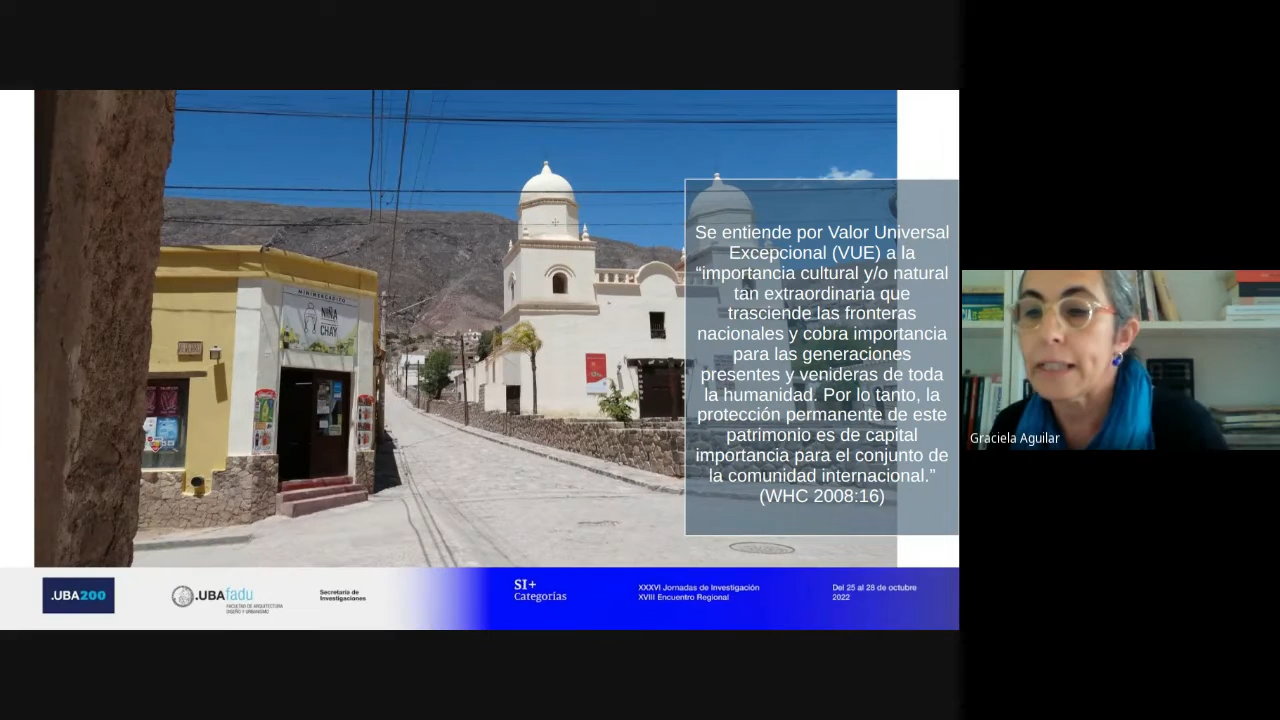 MINIMERCADITO
NIÑA
CHAY
Se entiende por Valor Universal
Excepcional (VUE) a la
“importancia cultural y/o natural
tan extraordinaria que
trasciende las fronteras
nacionales y cobra importancia
para las generaciones
presentes y venideras de toda
la humanidad. Por lo tanto, la
protección permanente de este
patrimonio es de capital
importancia para el conjunto de
la comunidad internacional.”
(WHC 2008:16)
Graciela Aguilar
.UBA200
.UBAfadu
FACULTAD DE ARQUITECTURA
DISEÑO Y URBANISMO
Secretaría de
Investigaciones
SI+
Categorías
XXXVI Jornadas de Investigación
XVIII Encuentro Regional
Del 25 al 28 de octubre
2022